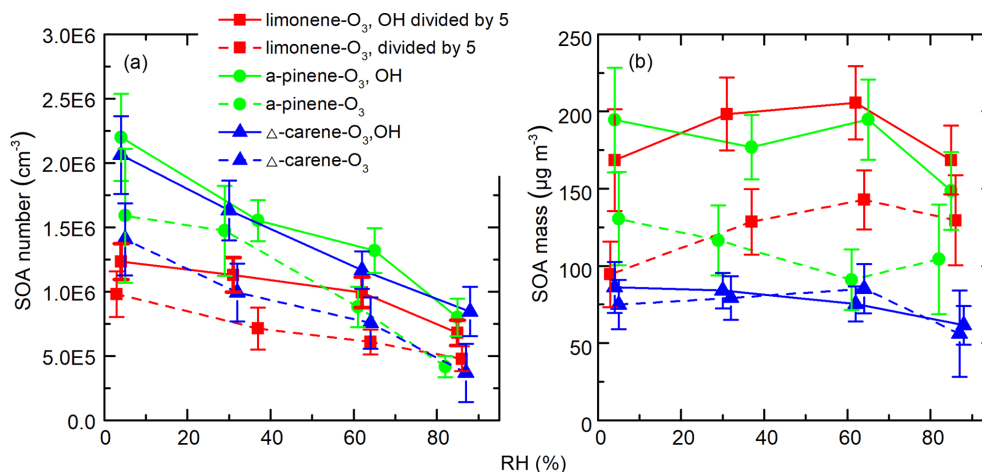 limonene-O₃, OH divided by 5
limonene-O₃, divided by 5
a-pinene-O₃, OH
a-pinene-O₃
△-carene-O₃,OH
△-carene-O₃
(a)
SOA number (cm⁻³)
3.0E6
2.5E6
2.0E6
1.5E6
1.0E6
5.0E5
0.0
0 20 40 60 80
(b)
SOA mass (µg m⁻³)
250
200
150
100
50
0
0 20 40 60 80
RH (%)